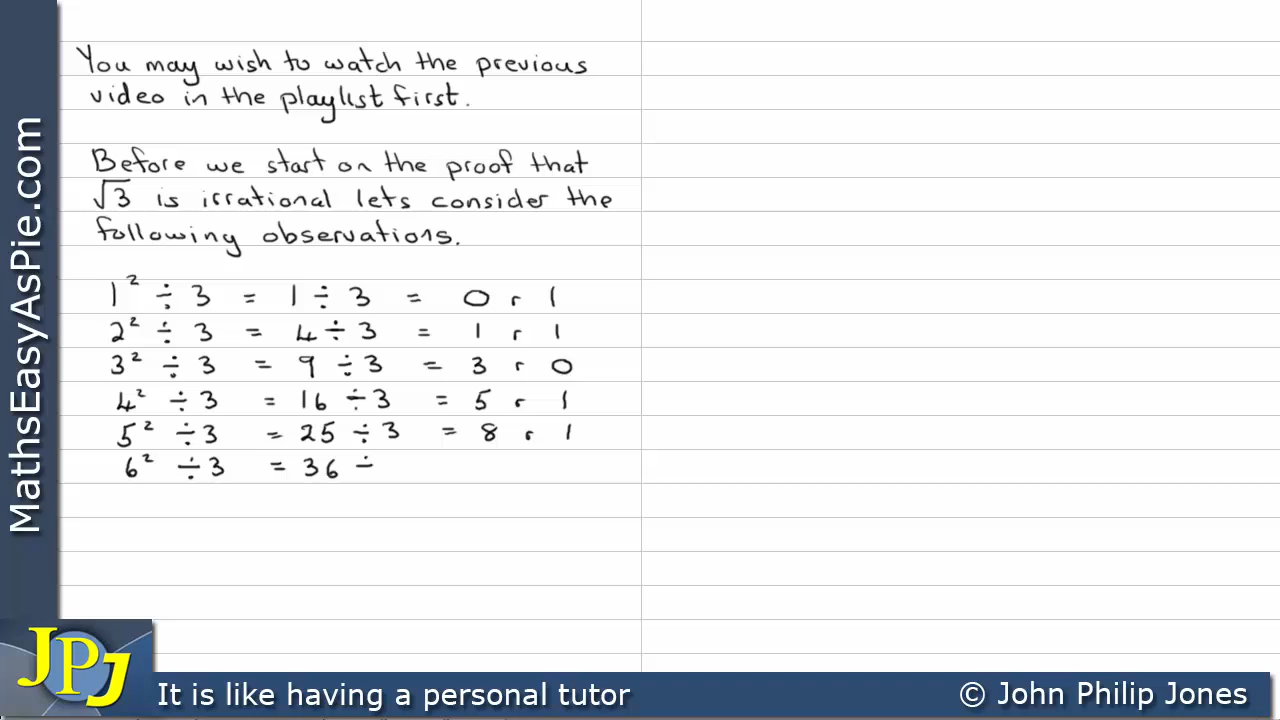 You may wish to watch the previous
video in the playlist first.
Before we start on the proof that
√3 is irrational lets consider the
following observations.
1² ÷ 3 = 1 ÷ 3 = 0 r 1
2² ÷ 3 = 4 ÷ 3 = 1 r 1
3² ÷ 3 = 9 ÷ 3 = 3 r 0
4² ÷ 3 = 16 ÷ 3 = 5 r 1
5² ÷ 3 = 25 ÷ 3 = 8 r 1
6² ÷ 3 = 36 ÷
MathsEasyAsPie.com
JPJ
It is like having a personal tutor
© John Philip Jones